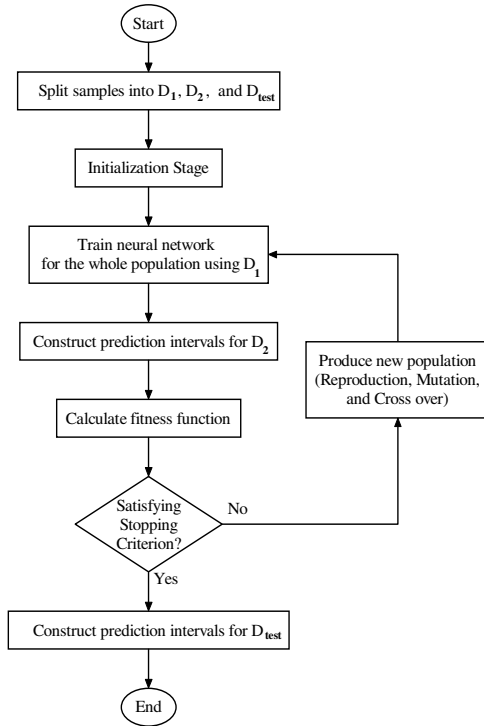 Start
Split samples into D1, D2, and Dtest
Initialization Stage
Train neural network
for the whole population using D1
Construct prediction intervals for D2
Produce new population
(Reproduction, Mutation,
and Cross over)
Calculate fitness function
Satisfying
Stopping
Criterion?
No
Yes
Construct prediction intervals for Dtest
End